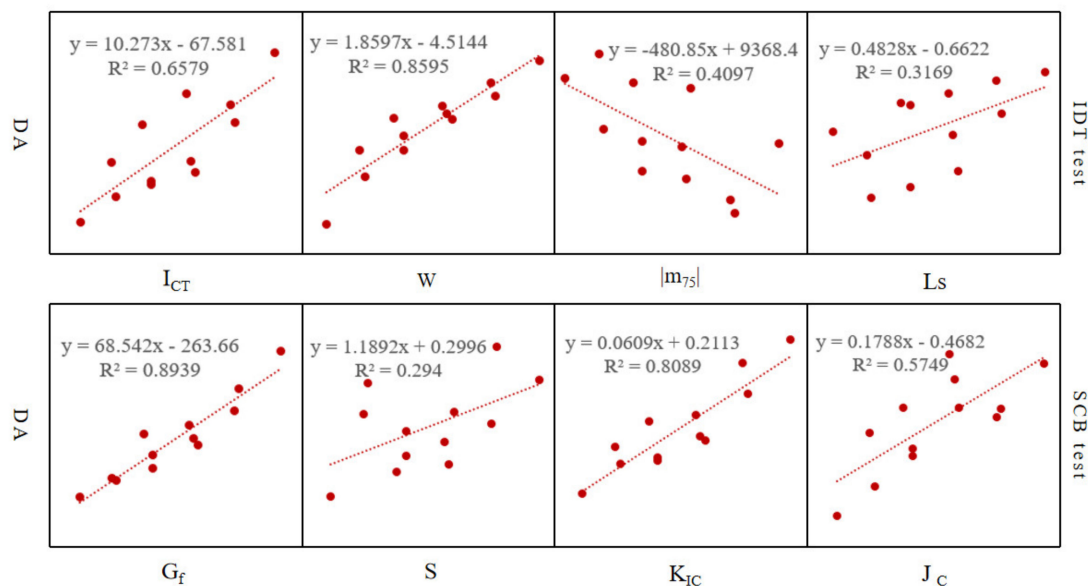 y = 10.273x - 67.581
R² = 0.6579
y = 1.8597x - 4.5144
R² = 0.8595
y = -480.85x + 9368.4
R² = 0.4097
y = 0.4828x - 0.6622
R² = 0.3169
DA
IDT test
I_CT
W
|m₇₅|
Ls
y = 68.542x - 263.66
R² = 0.8939
y = 1.1892x + 0.2996
R² = 0.294
y = 0.0609x + 0.2113
R² = 0.8089
y = 0.1788x - 0.4682
R² = 0.5749
DA
SCB test
G_f
S
K_IC
J_C